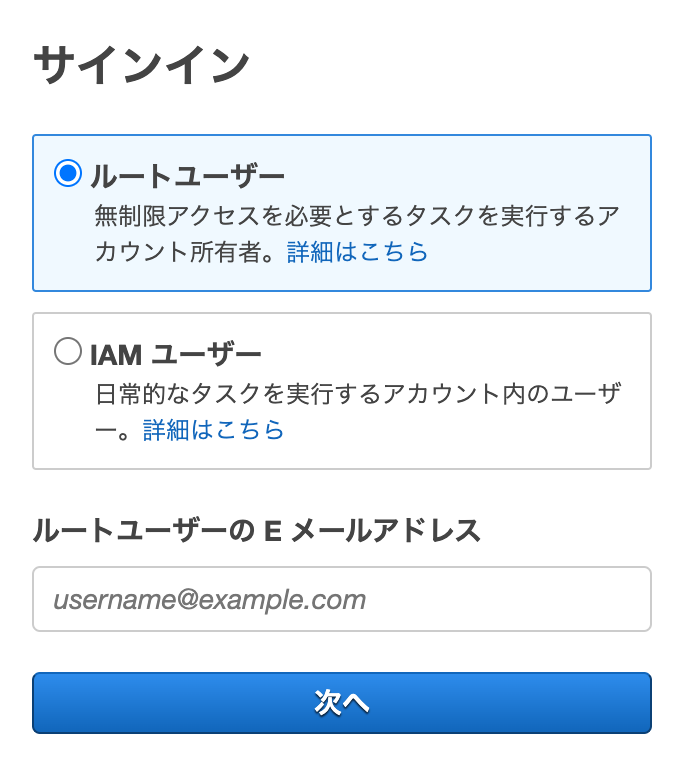 サインイン
ルートユーザー
無制限アクセスを必要とするタスクを実行するア
カウント所有者。詳細はこちら
IAM ユーザー
日常的なタスクを実行するアカウント内のユーザ
ー。詳細はこちら
ルートユーザーの E メールアドレス
username@example.com
次へ